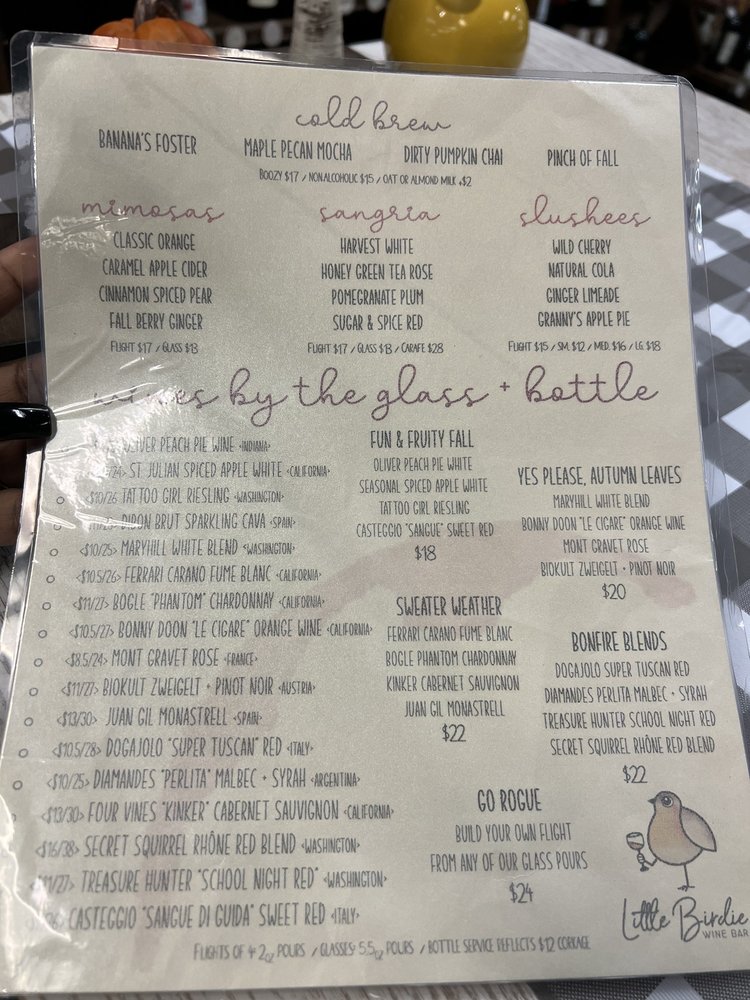 cold brew
BANANA'S FOSTER MAPLE PECAN MOCHA DIRTY PUMPKIN CHAI PINCH OF FALL
BOOZY $17 / NONALCOHOLIC $15 / OAT OR ALMOND MILK +$2
mimosas
CLASSIC ORANGE
CARAMEL APPLE CIDER
CINNAMON SPICED PEAR
FALL BERRY GINGER
FLIGHT $17 / GLASS $13
sangria
HARVEST WHITE
HONEY GREEN TEA ROSE
POMEGRANATE PLUM
SUGAR & SPICE RED
FLIGHT $17 / GLASS $13 / CARAFE $28
slushees
WILD CHERRY
NATURAL COLA
GINGER LIMEADE
GRANNY'S APPLE PIE
FLIGHT $15 / SM. $12 / MED. $16 / LG. $18
wines by the glass + bottle
OLIVER PEACH PIE WINE <INDIANA>
ST JULIAN SPICED APPLE WHITE <CALIFORNIA>
<$10/26> TATTOO GIRL RIESLING <WASHINGTON>
DIBON BRUT SPARKLING CAVA <SPAIN>
<$10/25> MARYHILL WHITE BLEND <WASHINGTON>
<$10.5/26> FERRARI CARANO FUME BLANC <CALIFORNIA>
<$11/27> BOGLE "PHANTOM" CHARDONNAY <CALIFORNIA>
<$10.5/27> BONNY DOON "LE CIGARE" ORANGE WINE <CALIFORNIA>
<$8.5/24> MONT GRAVET ROSE <FRANCE>
<$11/27> BIOKULT ZWEIGELT + PINOT NOIR <AUSTRIA>
<$13/30> JUAN GIL MONASTRELL <SPAIN>
<$10.5/28> DOGAJOLO "SUPER TUSCAN" RED <ITALY>
<$10/25> DIAMANDES "PERLITA" MALBEC + SYRAH <ARGENTINA>
<$13/30> FOUR VINES "KINKER" CABERNET SAUVIGNON <CALIFORNIA>
<$16/38> SECRET SQUIRREL RHÔNE RED BLEND <WASHINGTON>
<$11/27> TREASURE HUNTER "SCHOOL NIGHT RED" <WASHINGTON>
CASTEGGIO "SANGUE DI GUIDA" SWEET RED <ITALY>
FUN & FRUITY FALL
OLIVER PEACH PIE WHITE
SEASONAL SPICED APPLE WHITE
TATTOO GIRL RIESLING
CASTEGGIO "SANGUE" SWEET RED
$18
SWEATER WEATHER
FERRARI CARANO FUME BLANC
BOGLE PHANTOM CHARDONNAY
KINKER CABERNET SAUVIGNON
JUAN GIL MONASTRELL
$22
GO ROGUE
BUILD YOUR OWN FLIGHT
FROM ANY OF OUR GLASS POURS
$24
YES PLEASE, AUTUMN LEAVES
MARYHILL WHITE BLEND
BONNY DOON "LE CIGARE" ORANGE WINE
MONT GRAVET ROSE
BIOKULT ZWEIGELT + PINOT NOIR
$20
BONFIRE BLENDS
DOGAJOLO SUPER TUSCAN RED
DIAMANDES PERLITA MALBEC + SYRAH
TREASURE HUNTER SCHOOL NIGHT RED
SECRET SQUIRREL RHÔNE RED BLEND
$22
Little Birdie
WINE BAR
FLIGHTS OF 4 2oz POURS / GLASSES 5.5oz POURS / BOTTLE SERVICE REFLECTS $12 CORKAGE